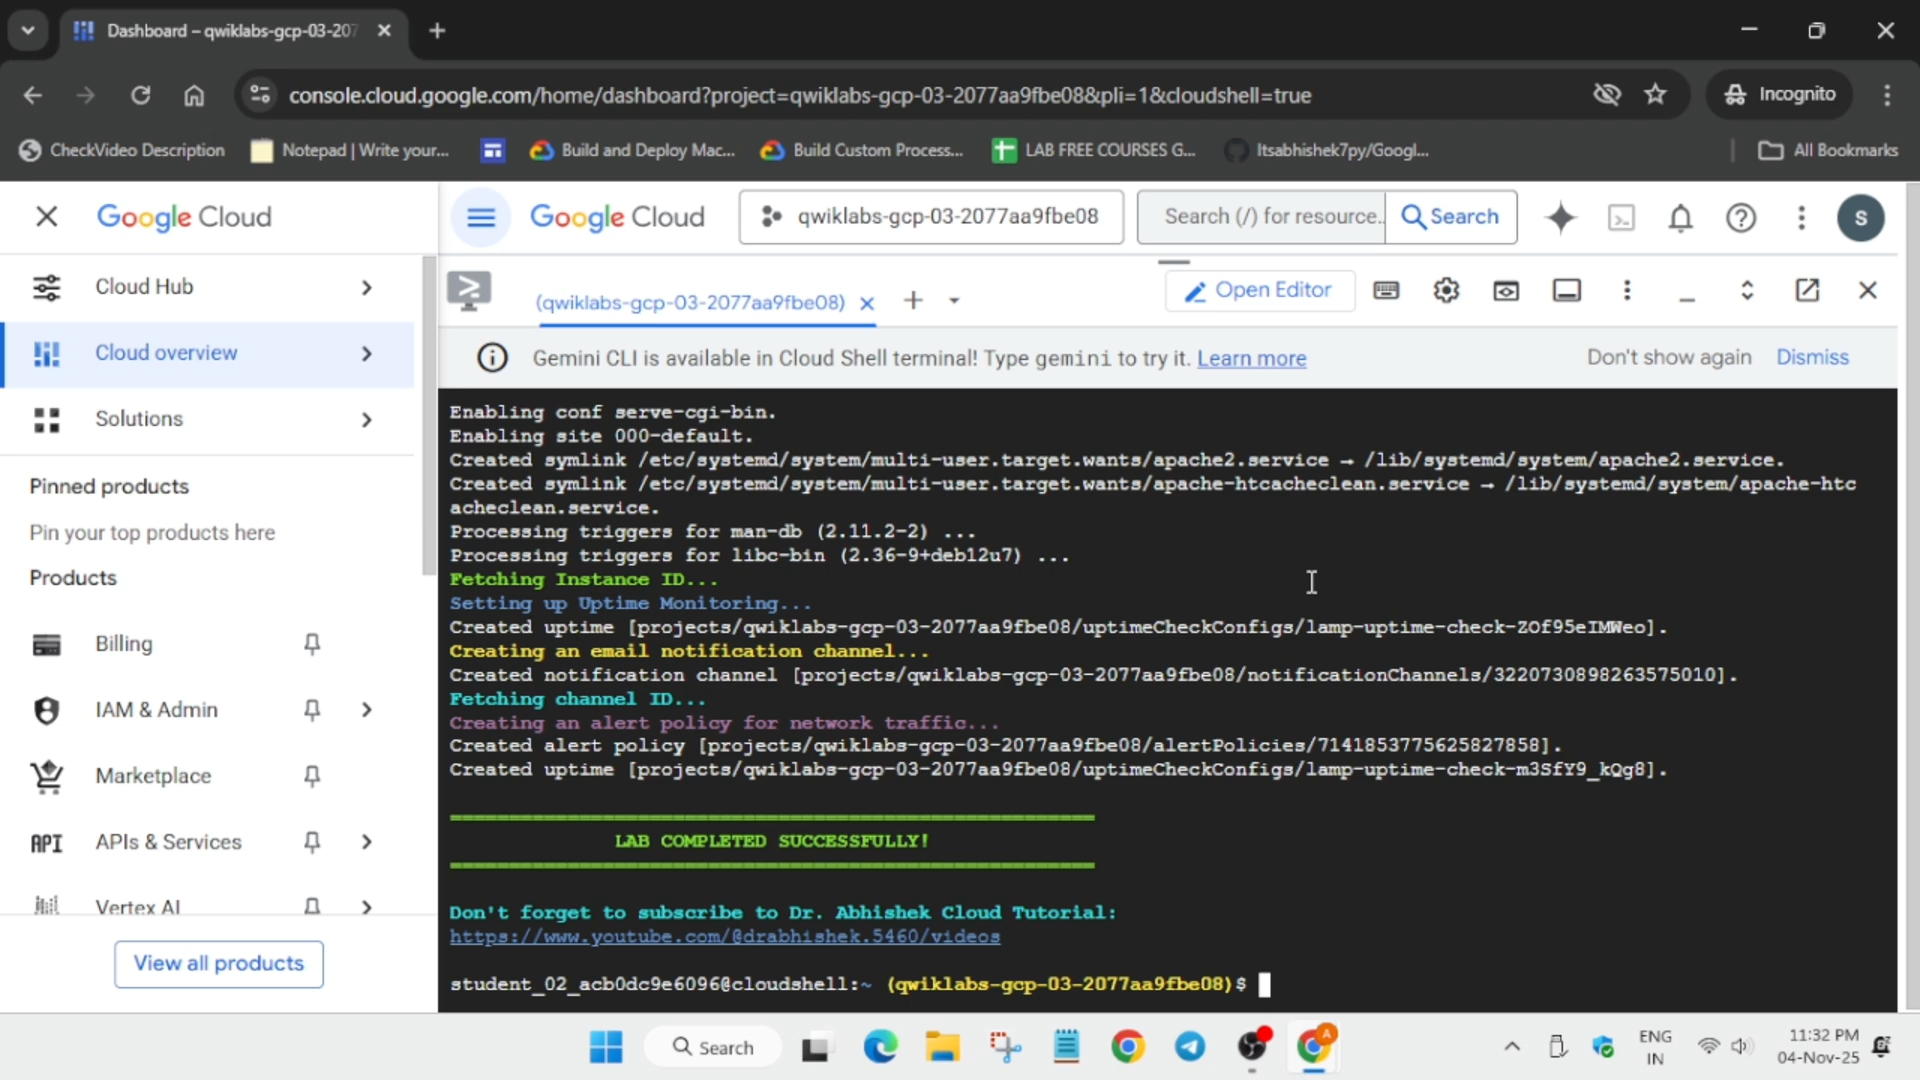 Dashboard – qwiklabs-gcp-03-207
console.cloud.google.com/home/dashboard?project=qwiklabs-gcp-03-2077aa9fbe08&pli=1&cloudshell=true
Incognito
CheckVideo Description
Notepad | Write your...
Build and Deploy Mac...
Build Custom Process...
LAB FREE COURSES G...
Itsabhishek7py/Googl...
All Bookmarks
Google Cloud
Google Cloud
qwiklabs-gcp-03-2077aa9fbe08
Search (/) for resource..
Search
S
Cloud Hub
Cloud overview
Solutions
Pinned products
Pin your top products here
Products
Billing
IAM & Admin
Marketplace
API APIs & Services
Vertex AI
View all products
(qwiklabs-gcp-03-2077aa9fbe08)
Open Editor
Gemini CLI is available in Cloud Shell terminal! Type gemini to try it. Learn more
Don't show again
Dismiss
Enabling conf serve-cgi-bin.
Enabling site 000-default.
Created symlink /etc/systemd/system/multi-user.target.wants/apache2.service → /lib/systemd/system/apache2.service.
Created symlink /etc/systemd/system/multi-user.target.wants/apache-htcacheclean.service → /lib/systemd/system/apache-htc
acheclean.service.
Processing triggers for man-db (2.11.2-2) ...
Processing triggers for libc-bin (2.36-9+deb12u7) ...
Fetching Instance ID...
Setting up Uptime Monitoring...
Created uptime [projects/qwiklabs-gcp-03-2077aa9fbe08/uptimeCheckConfigs/lamp-uptime-check-ZOf95eIMWeo].
Creating an email notification channel...
Created notification channel [projects/qwiklabs-gcp-03-2077aa9fbe08/notificationChannels/3220730898263575010].
Fetching channel ID...
Creating an alert policy for network traffic...
Created alert policy [projects/qwiklabs-gcp-03-2077aa9fbe08/alertPolicies/7141853775625827858].
Created uptime [projects/qwiklabs-gcp-03-2077aa9fbe08/uptimeCheckConfigs/lamp-uptime-check-m3SfY9_kQg8].
LAB COMPLETED SUCCESSFULLY!
Don't forget to subscribe to Dr. Abhishek Cloud Tutorial:
https://www.youtube.com/@drabhishek.5460/videos
student_02_acb0dc9e6096@cloudshell:~ (qwiklabs-gcp-03-2077aa9fbe08)$
Search
A
ENG
IN
11:32 PM
04-Nov-25